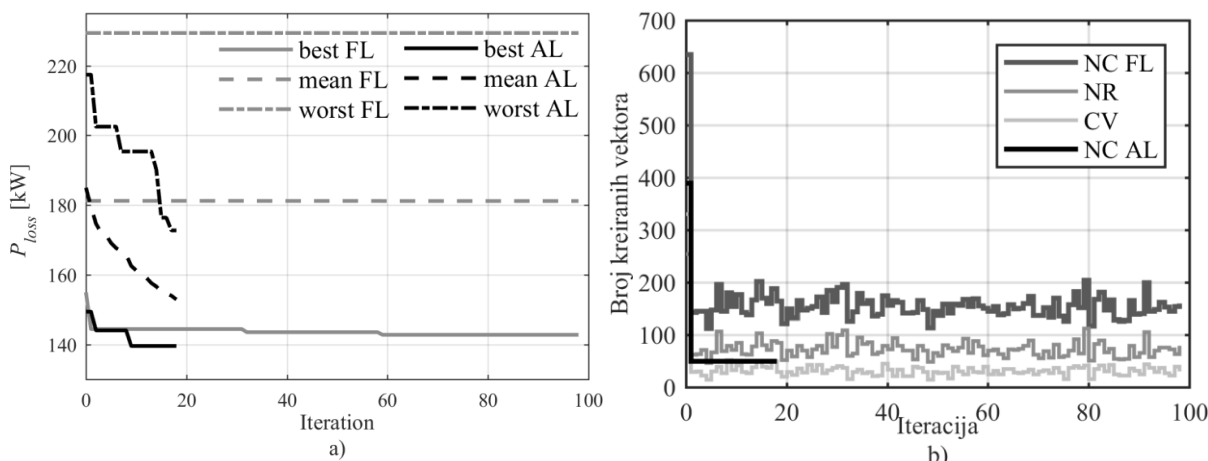 220
200
180
160
140
P_loss [kW]
best FL
mean FL
worst FL
best AL
mean AL
worst AL
0 20 40 60 80 100
Iteration
a)
700
600
500
400
300
200
100
0
Broj kreiranih vektora
NC FL
NR
CV
NC AL
0 20 40 60 80 100
Iteracija
b)